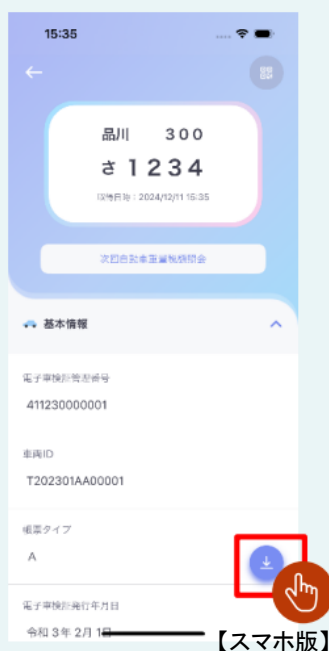 15:35
品川 300
さ 1234
取得日時：2024/12/11 15:35
次回自動車重量税額照会
基本情報
電子車検証管理番号
411230000001
車両ID
T202301AA00001
帳票タイプ
A
電子車検証発行年月日
令和 3年 2月 1日
【スマホ版】